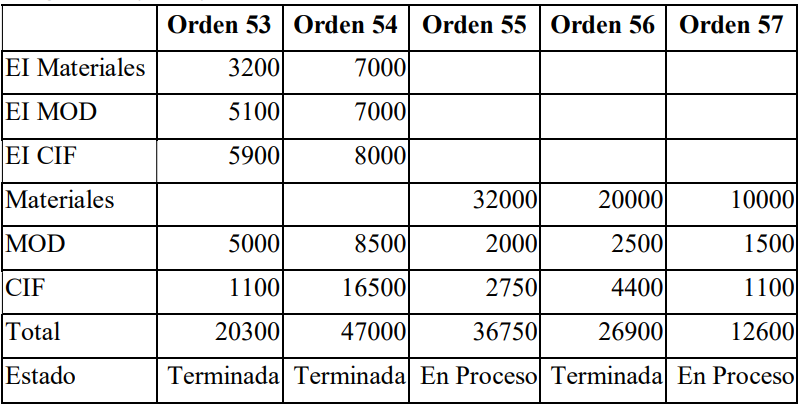 Orden 53 Orden 54 Orden 55 Orden 56 Orden 57
EI Materiales 3200 7000
EI MOD 5100 7000
EI CIF 5900 8000
Materiales 32000 20000 10000
MOD 5000 8500 2000 2500 1500
CIF 1100 16500 2750 4400 1100
Total 20300 47000 36750 26900 12600
Estado Terminada Terminada En Proceso Terminada En Proceso